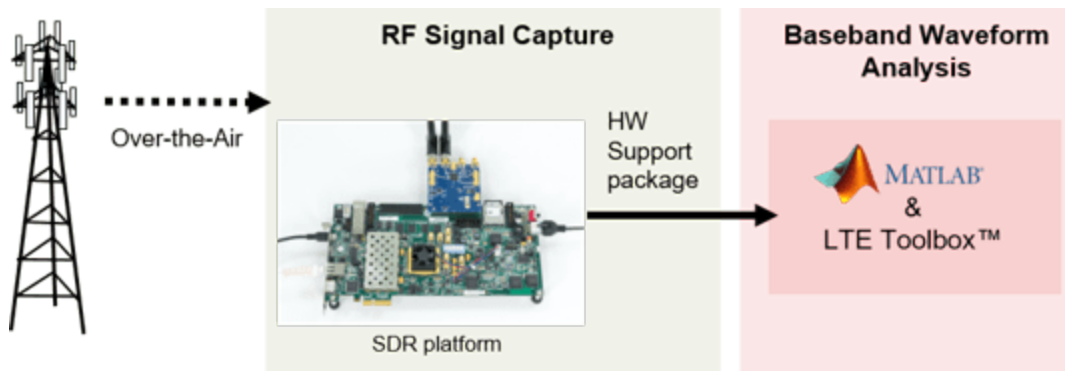 RF Signal Capture
Baseband Waveform
Analysis
Over-the-Air
HW
Support
package
MATLAB®
&
LTE Toolbox™
SDR platform